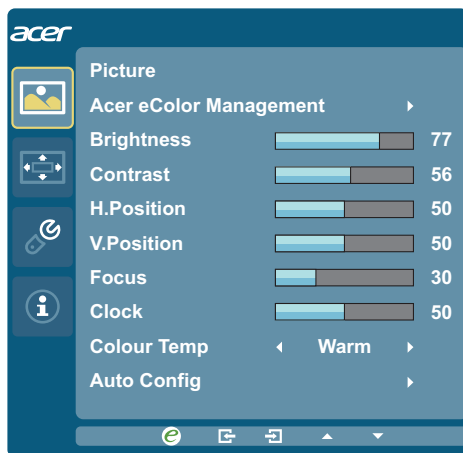 acer
Picture
Acer eColor Management
Brightness 77
Contrast 56
H.Position 50
V.Position 50
Focus 30
Clock 50
Colour Temp Warm
Auto Config
e